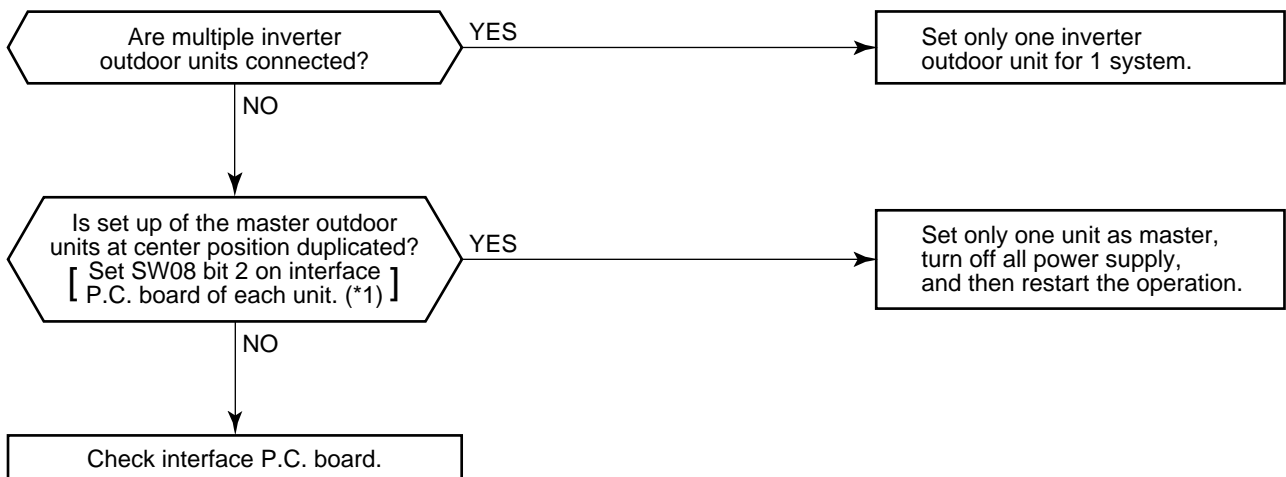 Are multiple inverter
outdoor units connected?
YES
Set only one inverter
outdoor unit for 1 system.
NO
Is set up of the master outdoor
units at center position duplicated?
[ Set SW08 bit 2 on interface
P.C. board of each unit. (*1) ]
YES
Set only one unit as master,
turn off all power supply,
and then restart the operation.
NO
Check interface P.C. board.